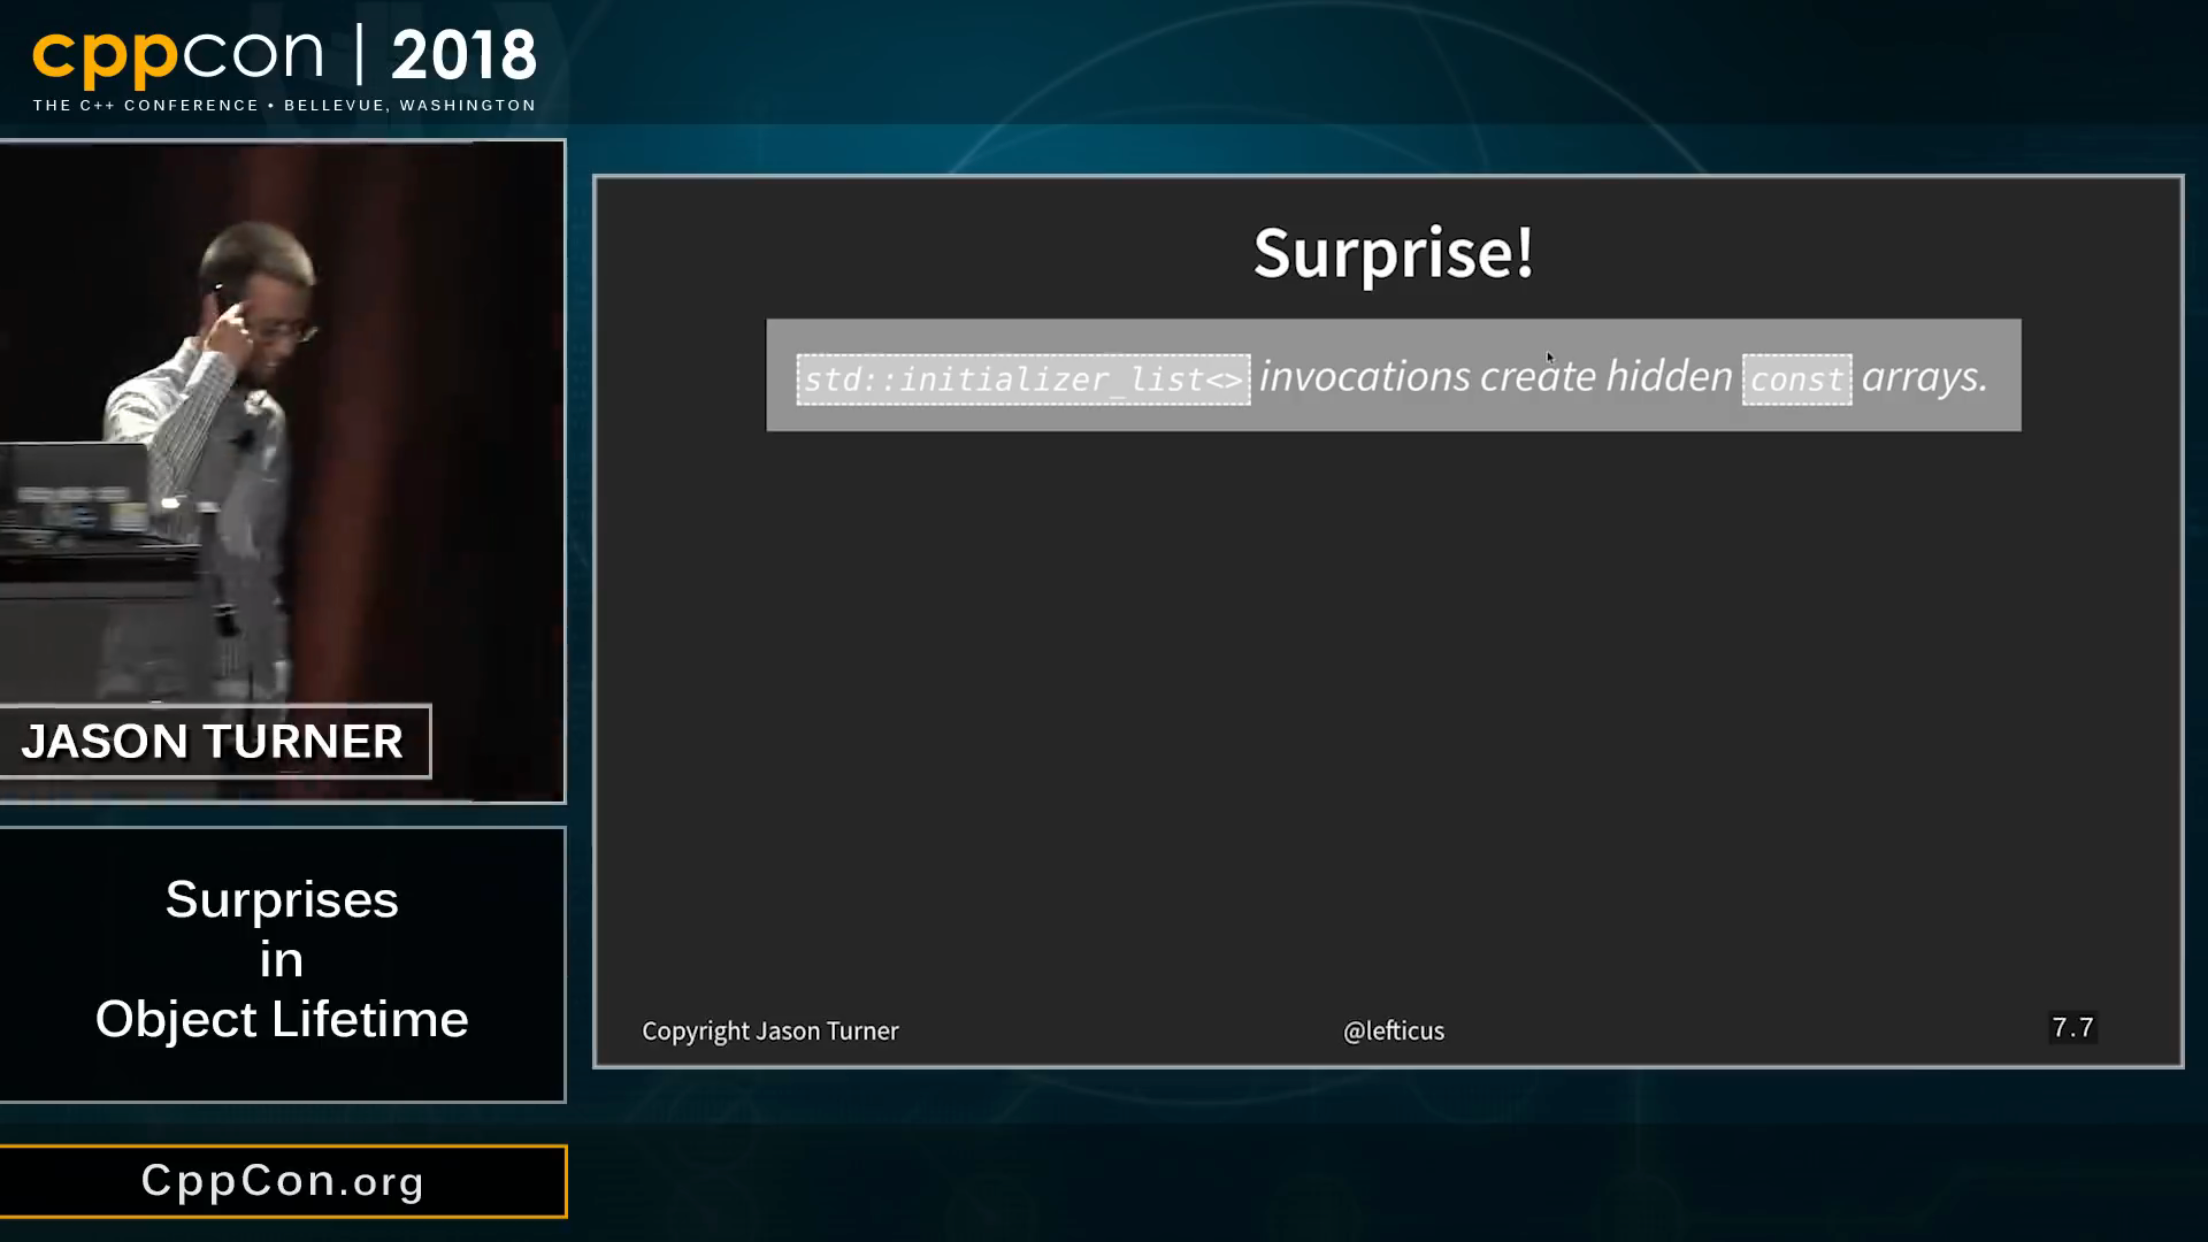 cppcon | 2018
THE C++ CONFERENCE • BELLEVUE, WASHINGTON
Surprise!
std::initializer_list<> invocations create hidden const arrays.
JASON TURNER
Surprises
in
Object Lifetime
Copyright Jason Turner
@lefticus
7.7
CppCon.org